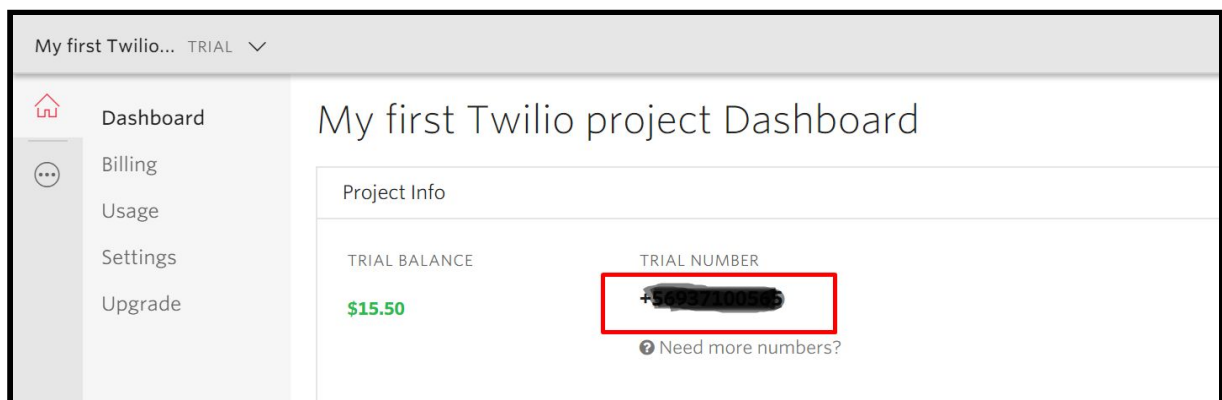 My first Twilio... TRIAL
Dashboard
Billing
Usage
Settings
Upgrade
My first Twilio project Dashboard
Project Info
TRIAL BALANCE
$15.50
TRIAL NUMBER
+
Need more numbers?